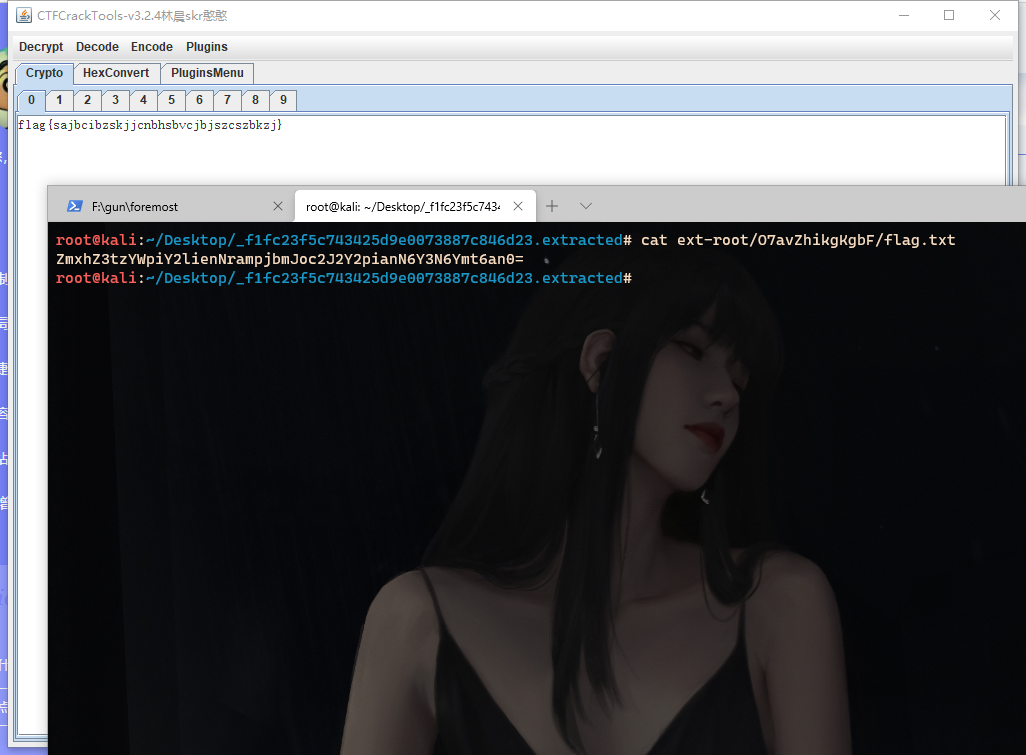 CTFCrackTools-v3.2.4林晨skr憨憨
Decrypt Decode Encode Plugins
Crypto HexConvert PluginsMenu
0 1 2 3 4 5 6 7 8 9
flag{sajbcibzskjjcnbhsbvcjbjszcszbkzj}
F:\gun\foremost
root@kali: ~/Desktop/_f1fc23f5c743
root@kali:~/Desktop/_f1fc23f5c743425d9e0073887c846d23.extracted# cat ext-root/O7avZhikgKgbF/flag.txt
ZmxhZ3tzYWpiY2lienNrampjbmJoc2J2Y2pianN6Y3N6Ymt6an0=
root@kali:~/Desktop/_f1fc23f5c743425d9e0073887c846d23.extracted#